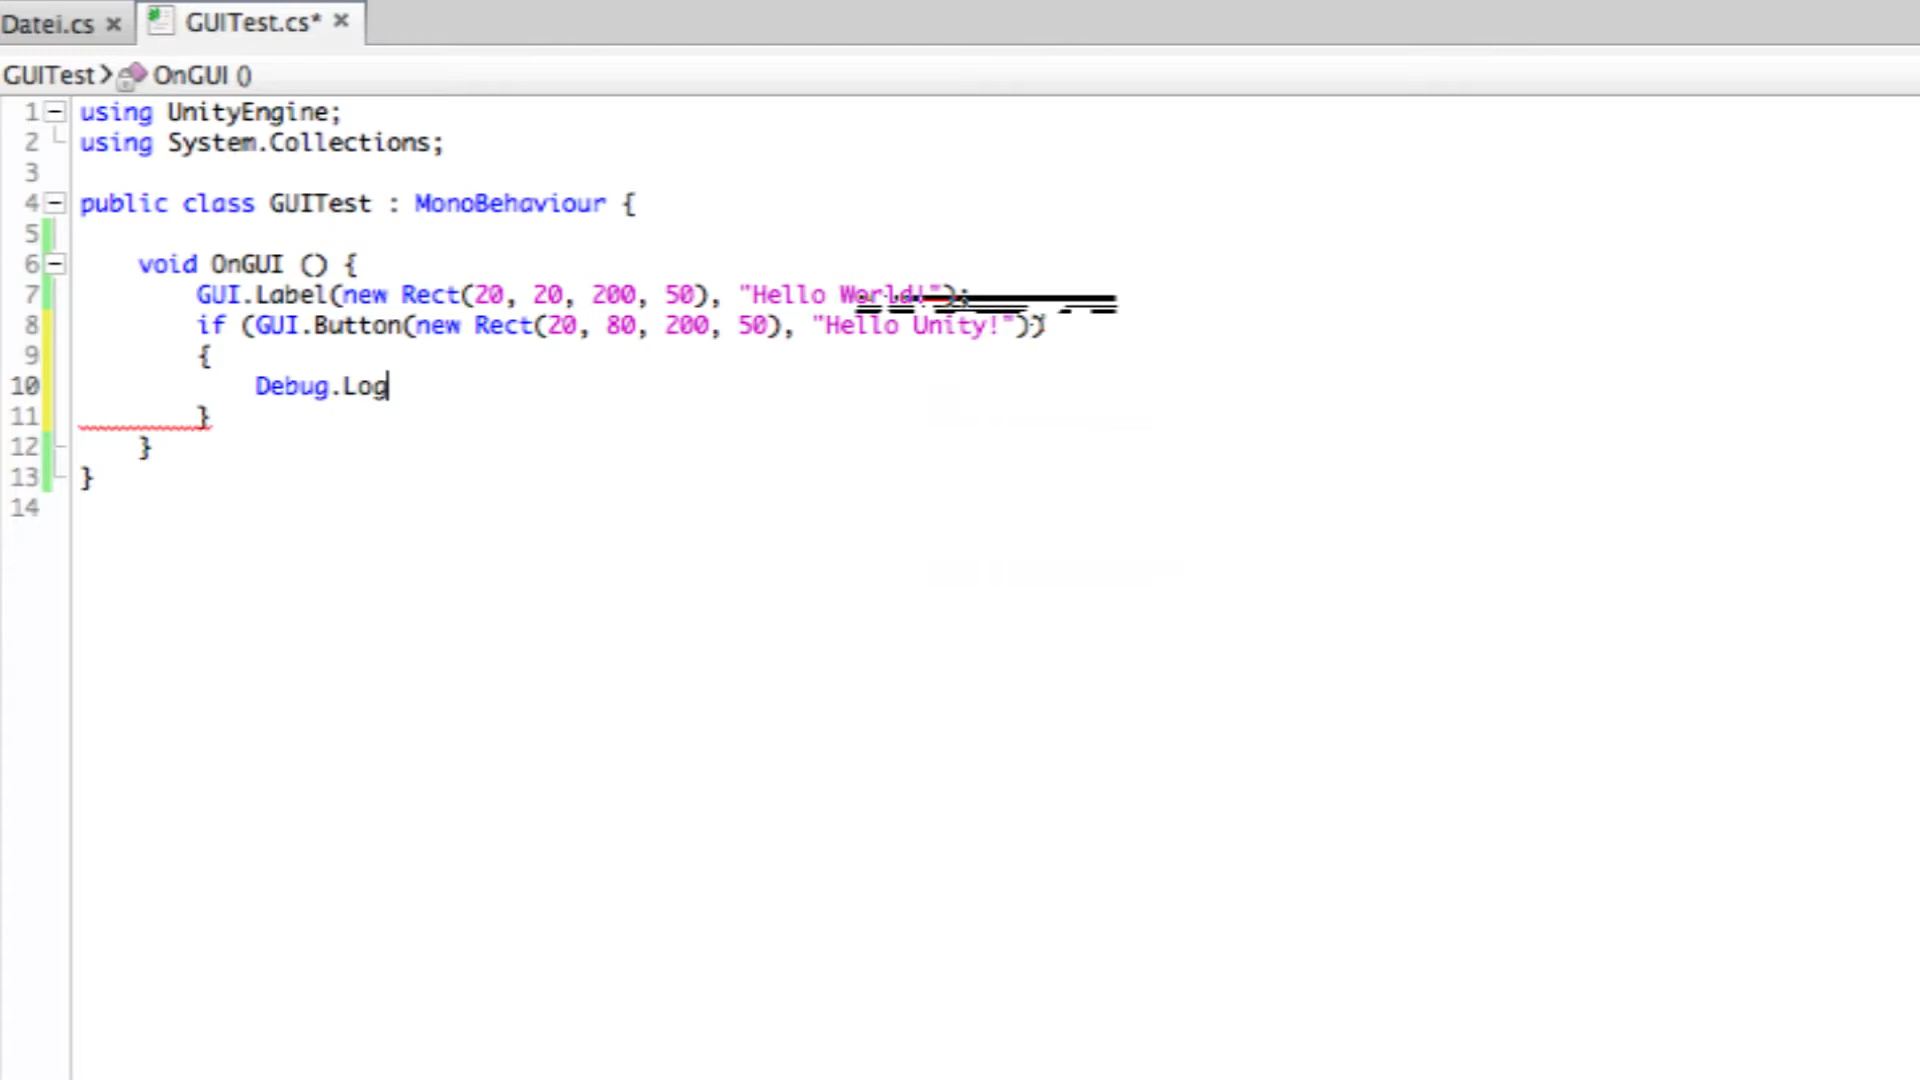 Datei.cs × GUITest.cs* ×
GUITest > OnGUI ()
1 using UnityEngine;
2 using System.Collections;
3
4 public class GUITest : MonoBehaviour {
5
6 void OnGUI () {
7 GUI.Label(new Rect(20, 20, 200, 50), "Hello World!");
8 if (GUI.Button(new Rect(20, 80, 200, 50), "Hello Unity!"))
9 {
10 Debug.Log
11 }
12 }
13 }
14